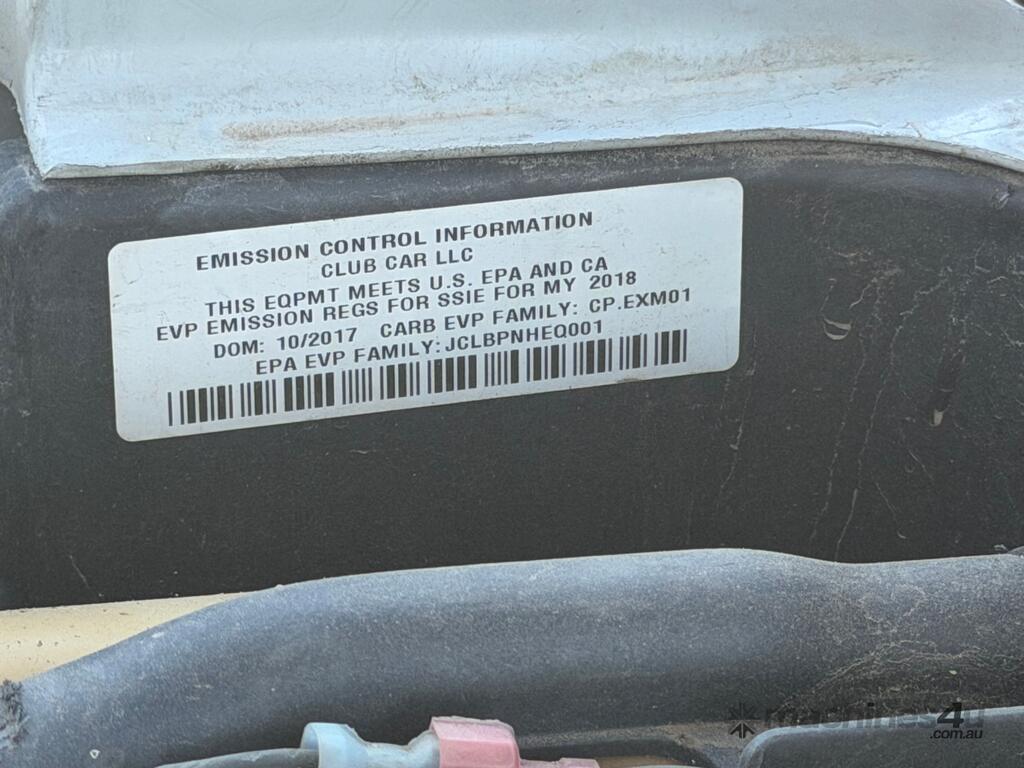 EMISSION CONTROL INFORMATION
CLUB CAR LLC
THIS EQPMT MEETS U.S. EPA AND CA
EVP EMISSION REGS FOR SSIE FOR MY 2018
DOM: 10/2017 CARB EVP FAMILY: CP.EXM01
EPA EVP FAMILY: JCLBPNHEQ001
machines4u
.com.au